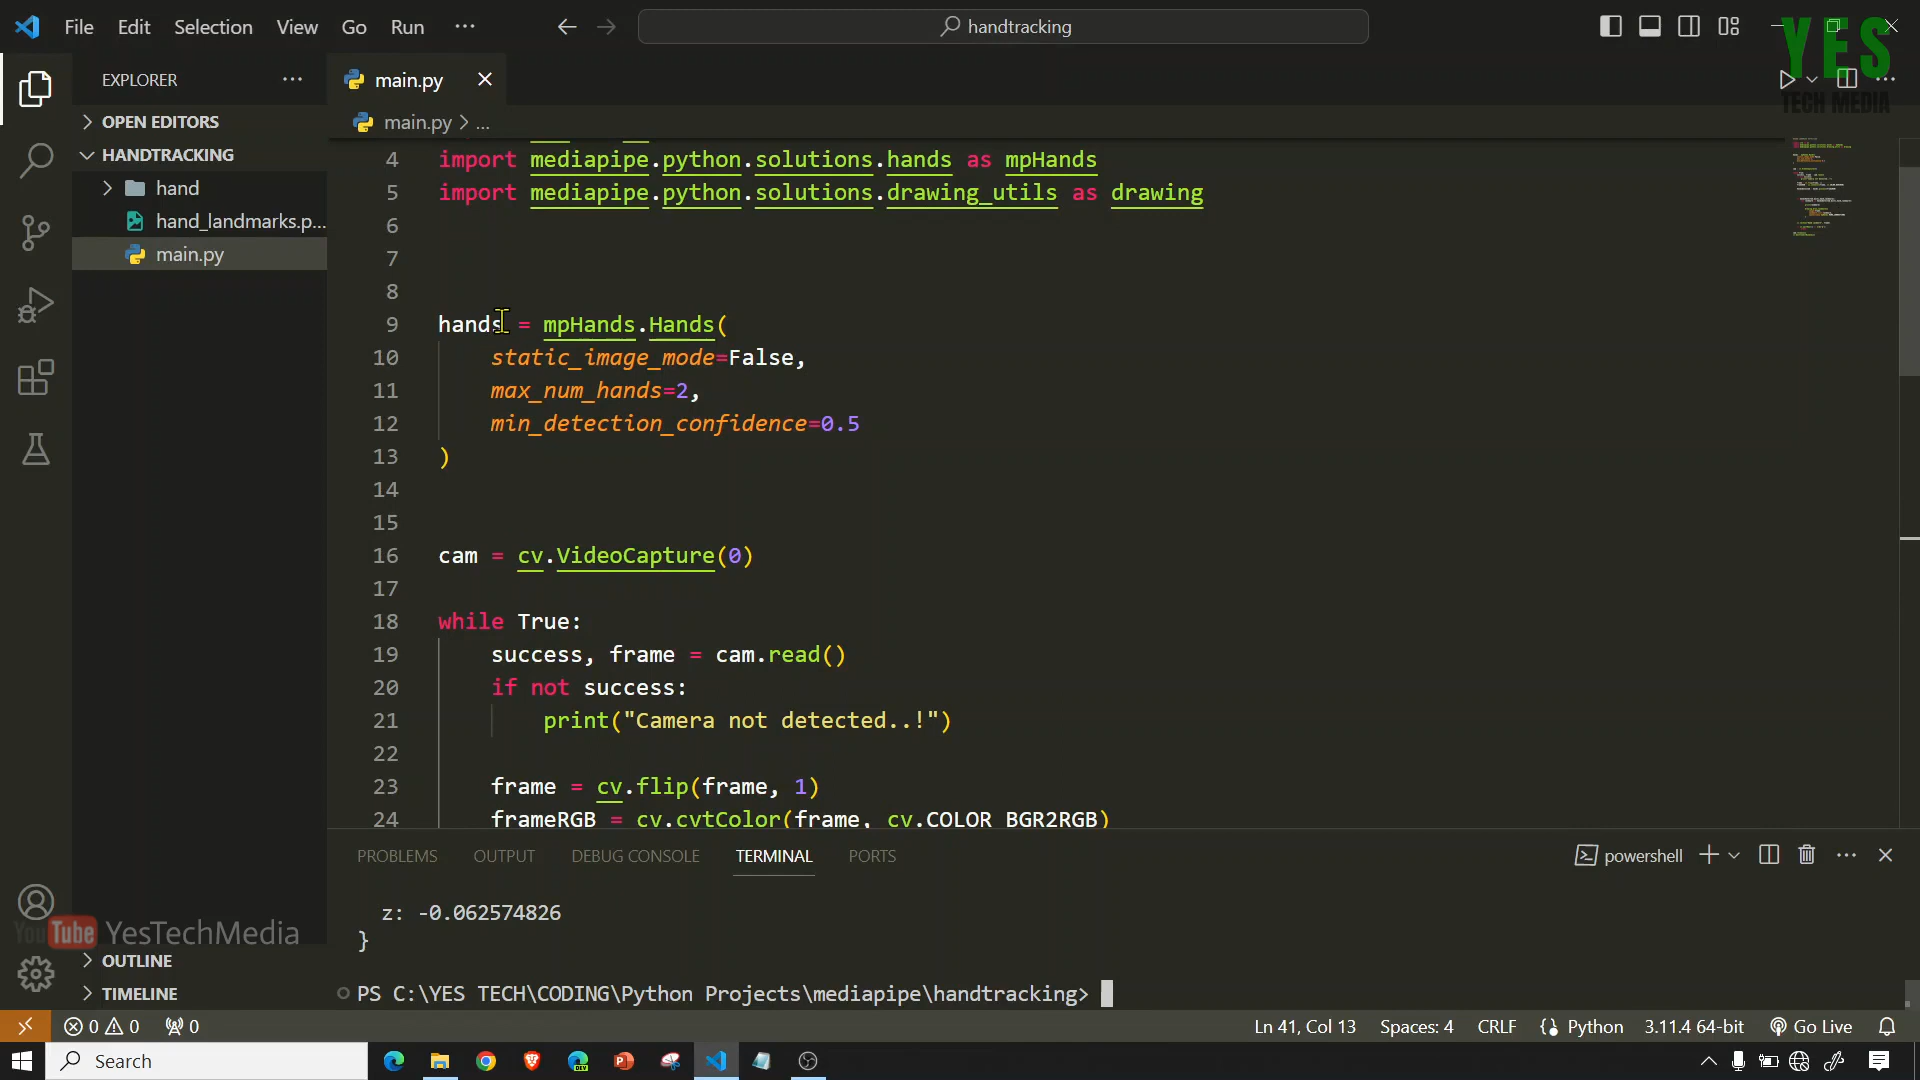 File Edit Selection View Go Run ...
handtracking
YES
TECH MEDIA
EXPLORER
main.py
OPEN EDITORS
main.py > ...
HANDTRACKING
hand
hand_landmarks.p...
main.py
4 import mediapipe.python.solutions.hands as mpHands
5 import mediapipe.python.solutions.drawing_utils as drawing
6
7
8
9 hands = mpHands.Hands(
10 static_image_mode=False,
11 max_num_hands=2,
12 min_detection_confidence=0.5
13 )
14
15
16 cam = cv.VideoCapture(0)
17
18 while True:
19 success, frame = cam.read()
20 if not success:
21 print("Camera not detected..!")
22
23 frame = cv.flip(frame, 1)
24 frameRGB = cv.cvtColor(frame, cv.COLOR_BGR2RGB)
PROBLEMS OUTPUT DEBUG CONSOLE TERMINAL PORTS
powershell
z: -0.062574826
}
YouTube YesTechMedia
OUTLINE
TIMELINE
PS C:\YES TECH\CODING\Python Projects\mediapipe\handtracking>
0 0 0
Ln 41, Col 13 Spaces: 4 CRLF {} Python 3.11.4 64-bit Go Live
Search